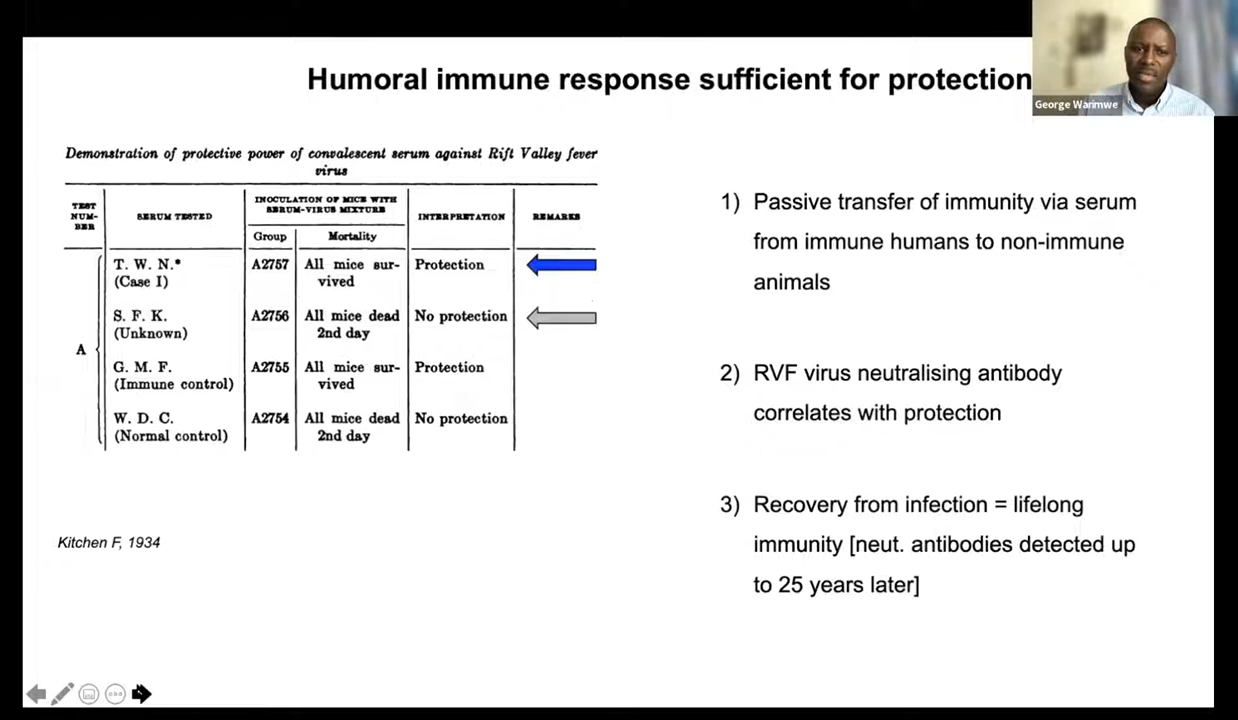 Humoral immune response sufficient for protection
George Warimwe
Demonstration of protective power of convalescent serum against Rift Valley fever
virus
TEST NUM-BER
SERUM TESTED
INOCULATION OF MICE WITH
SERUM-VIRUS MIXTURE
INTERPRETATION
REMARKS
Group
Mortality
A
T. W. N.* A2757 All mice sur- Protection
(Case I) vived
S. F. K. A2756 All mice dead No protection
(Unknown) 2nd day
G. M. F. A2755 All mice sur- Protection
(Immune control) vived
W. D. C. A2754 All mice dead No protection
(Normal control) 2nd day
Kitchen F, 1934
1) Passive transfer of immunity via serum
from immune humans to non-immune
animals
2) RVF virus neutralising antibody
correlates with protection
3) Recovery from infection = lifelong
immunity [neut. antibodies detected up
to 25 years later]